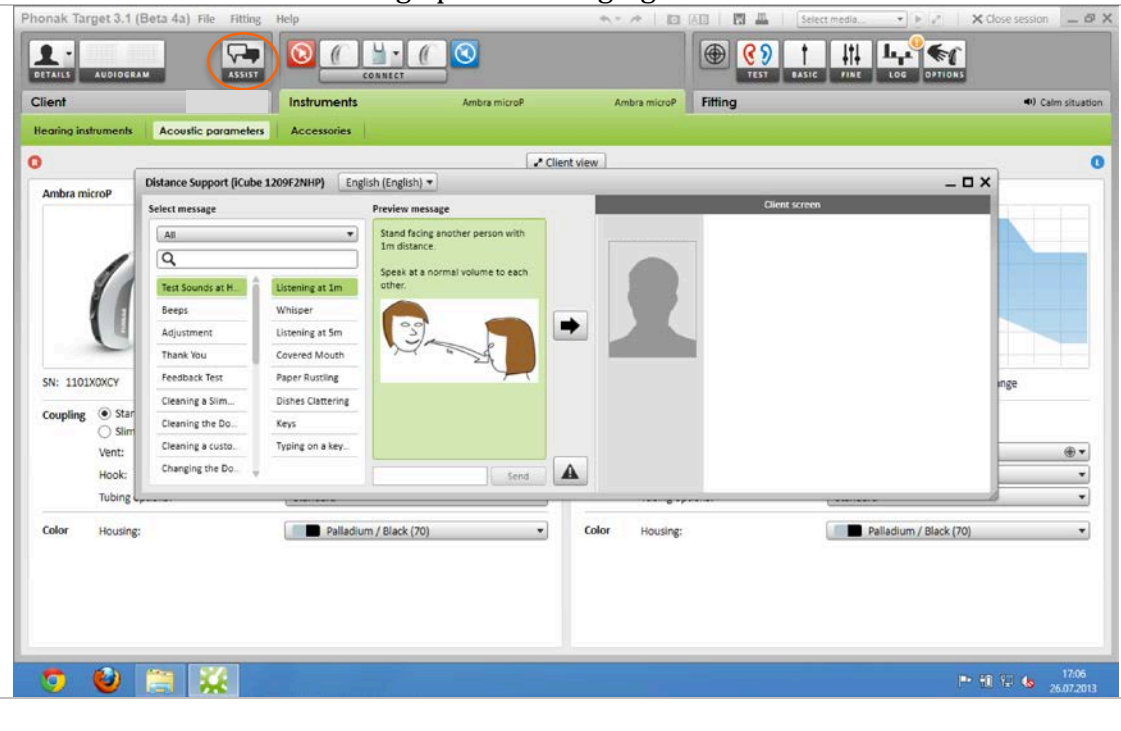 Phonak Target 3.1 (Beta 4a) File Fitting Help
Select media...
Close session
DETAILS
AUDIOGRAM
ASSIST
CONNECT
TEST
BASIC
FINE
LOG
OPTIONS
Client
Instruments
Ambra microP
Ambra microP
Fitting
Calm situation
Hearing instruments
Acoustic parameters
Accessories
Client view
Ambra microP
Distance Support (iCube 1209F2NHP)
English (English)
Select message
All
Test Sounds at H...
Beeps
Adjustment
Thank You
Feedback Test
Cleaning a Slim...
Cleaning the Do...
Cleaning a custo...
Changing the Do...
Listening at 1m
Whisper
Listening at 5m
Covered Mouth
Paper Rustling
Dishes Clattering
Keys
Typing on a key...
Preview message
Stand facing another person with
1m distance.
Speak at a normal volume to each
other.
Send
Client screen
SN: 1101X0XCY
Coupling
Vent:
Hook:
Color
Housing:
Palladium / Black (70)
Color
Housing:
Palladium / Black (70)
17:06
26.07.2013